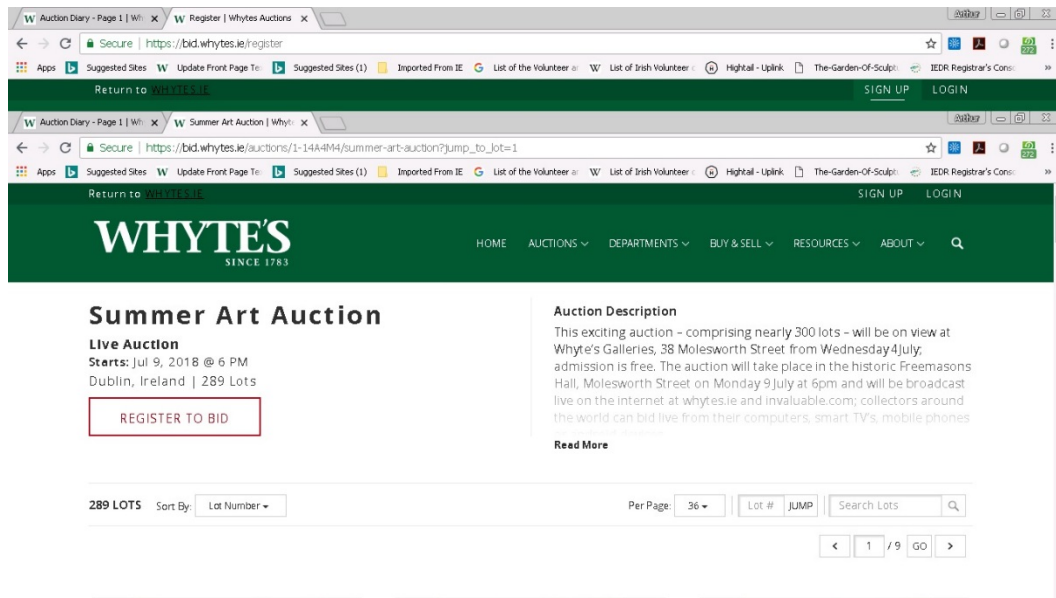 Auction Diary - Page 1 | Wh Register | Whytes Auctions Arthur
Secure | https://bid.whytes.ie/register 272
Apps Suggested Sites Update Front Page Te Suggested Sites (1) Imported From IE List of the Volunteer a List of Irish Volunteer c Hightail - Uplink The-Garden-Of-Sculpt IEDR Registrar's Cons
Return to WHYTES.IE SIGN UP LOGIN
Auction Diary - Page 1 | Wh Summer Art Auction | Whyt Arthur
Secure | https://bid.whytes.ie/auctions/1-14A4M4/summer-art-auction?jump_to_lot=1 272
Apps Suggested Sites Update Front Page Te Suggested Sites (1) Imported From IE List of the Volunteer a List of Irish Volunteer c Hightail - Uplink The-Garden-Of-Sculpt IEDR Registrar's Cons
Return to WHYTES.IE SIGN UP LOGIN
WHYTE'S
SINCE 1783
HOME AUCTIONS DEPARTMENTS BUY & SELL RESOURCES ABOUT
Summer Art Auction
Live Auction
Starts: Jul 9, 2018 @ 6 PM
Dublin, Ireland | 289 Lots
REGISTER TO BID
Auction Description
This exciting auction – comprising nearly 300 lots – will be on view at
Whyte's Galleries, 38 Molesworth Street from Wednesday 4 July;
admission is free. The auction will take place in the historic Freemasons
Hall, Molesworth Street on Monday 9 July at 6pm and will be broadcast
live on the internet at whytes.ie and invaluable.com; collectors around
the world can bid live from their computers, smart TV's, mobile phones
Read More
289 LOTS Sort By: Lot Number Per Page: 36 Lot # JUMP Search Lots
1 / 9 GO